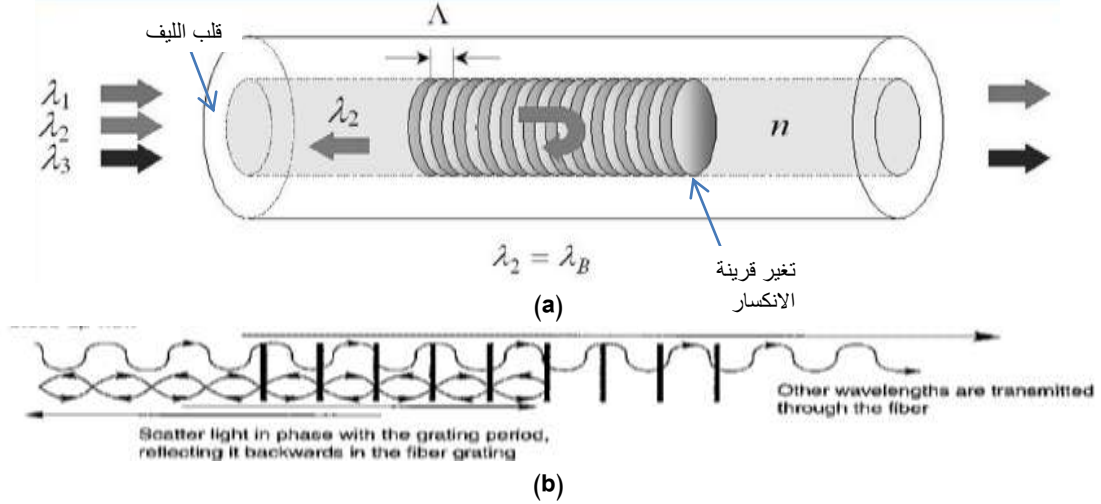 Λ
قلب الليف
λ1
λ2
λ3
λ2
n
λ2 = λB
تغير قرينة
الانكسار
(a)
Other wavelengths are transmitted
through the fiber
Scatter light in phase with the grating period,
reflecting it backwards in the fiber grating
(b)